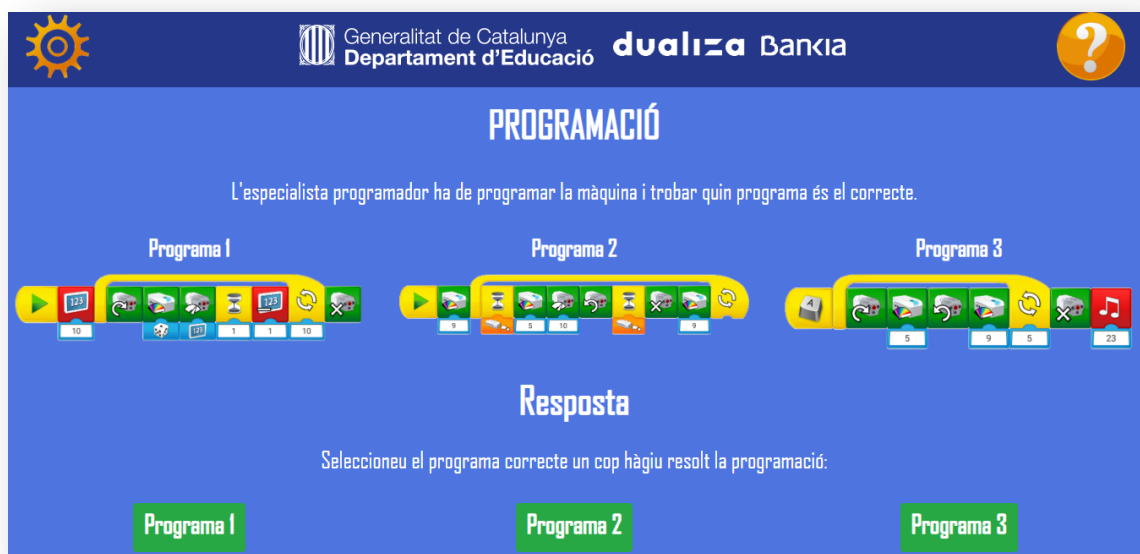 Generalitat de Catalunya
Departament d'Educació
dualiza Bankia
?
PROGRAMACIÓ
L'especialista programador ha de programar la màquina i trobar quin programa és el correcte.
Programa 1
Programa 2
Programa 3
123
123
A
10
123
1
1
10
9
5
10
9
5
9
5
23
Resposta
Seleccioneu el programa correcte un cop hàgiu resolt la programació:
Programa 1
Programa 2
Programa 3